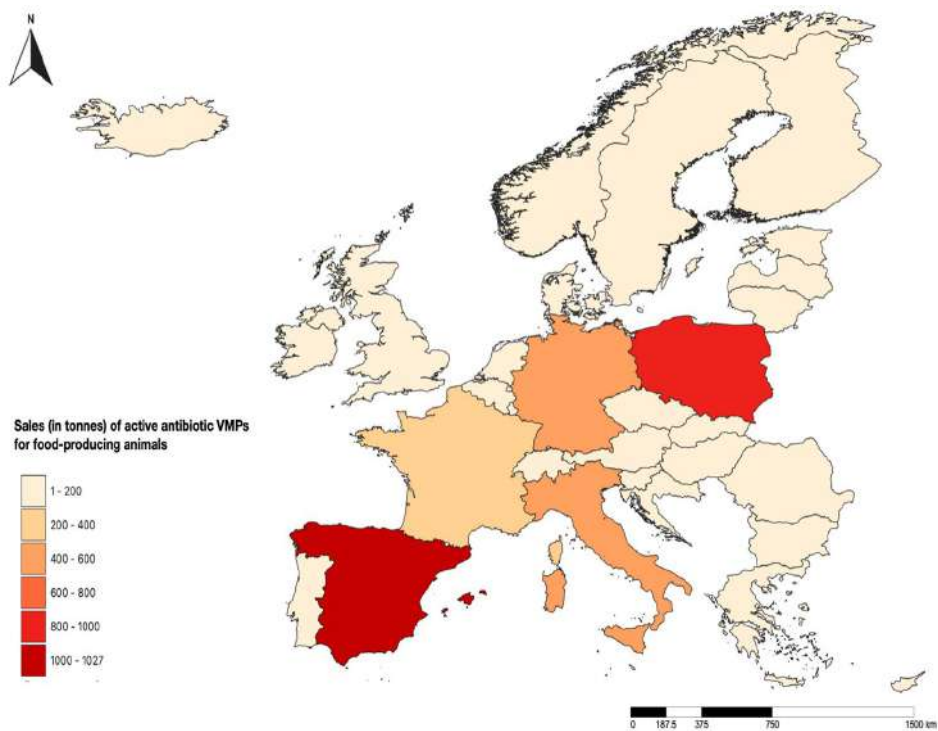 N
Sales (in tonnes) of active antibiotic VMPs
for food-producing animals
1 - 200
200 - 400
400 - 600
600 - 800
800 - 1000
1000 - 1027
0 187.5 375 750 1500 km